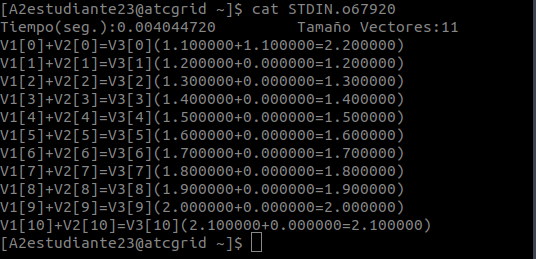 [A2estudiante23@atcgrid ~]$ cat STDIN.o67920
Tiempo(seg.):0.004044720 Tamaño Vectores:11
V1[0]+V2[0]=V3[0](1.100000+1.100000=2.200000)
V1[1]+V2[1]=V3[1](1.200000+0.000000=1.200000)
V1[2]+V2[2]=V3[2](1.300000+0.000000=1.300000)
V1[3]+V2[3]=V3[3](1.400000+0.000000=1.400000)
V1[4]+V2[4]=V3[4](1.500000+0.000000=1.500000)
V1[5]+V2[5]=V3[5](1.600000+0.000000=1.600000)
V1[6]+V2[6]=V3[6](1.700000+0.000000=1.700000)
V1[7]+V2[7]=V3[7](1.800000+0.000000=1.800000)
V1[8]+V2[8]=V3[8](1.900000+0.000000=1.900000)
V1[9]+V2[9]=V3[9](2.000000+0.000000=2.000000)
V1[10]+V2[10]=V3[10](2.100000+0.000000=2.100000)
[A2estudiante23@atcgrid ~]$